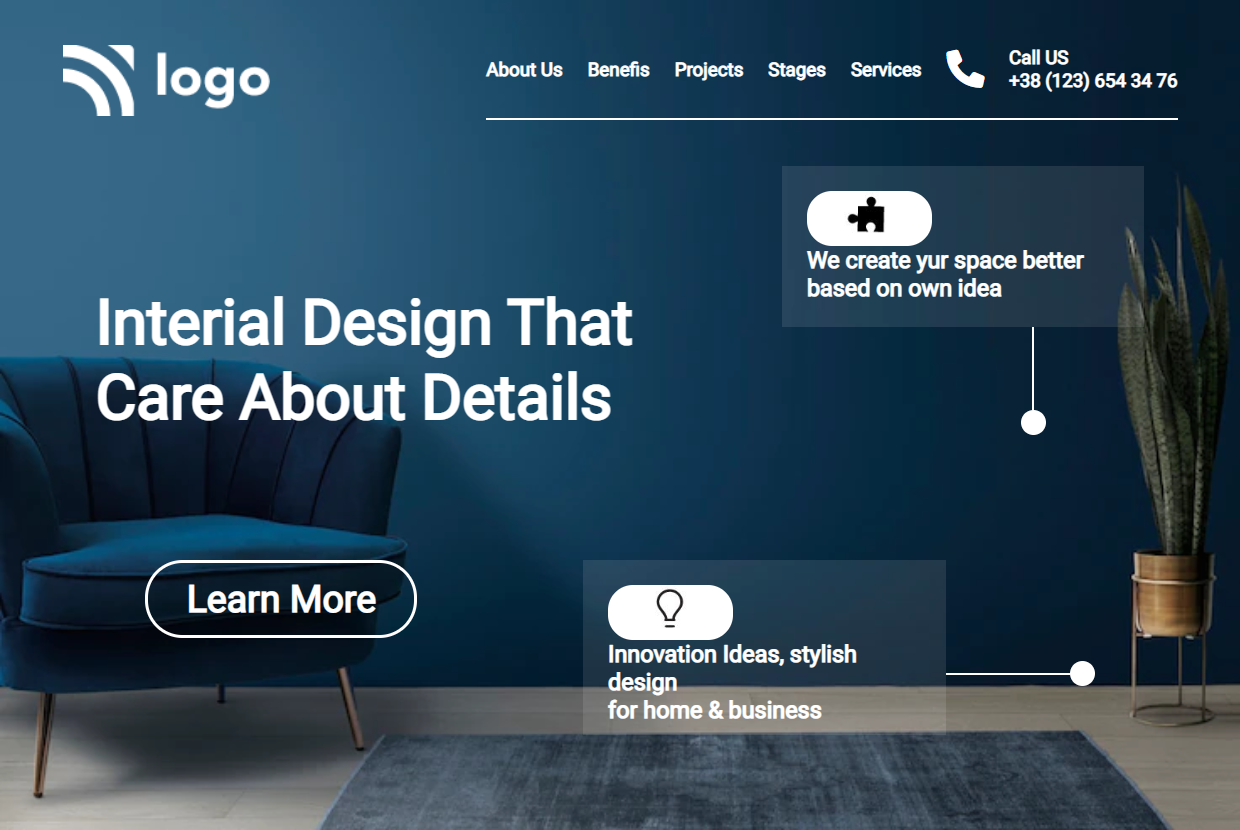 logo
About Us Benefis Projects Stages Services
Call US
+38 (123) 654 34 76
We create yur space better
based on own idea
Interial Design That
Care About Details
Learn More
Innovation Ideas, stylish
design
for home & business